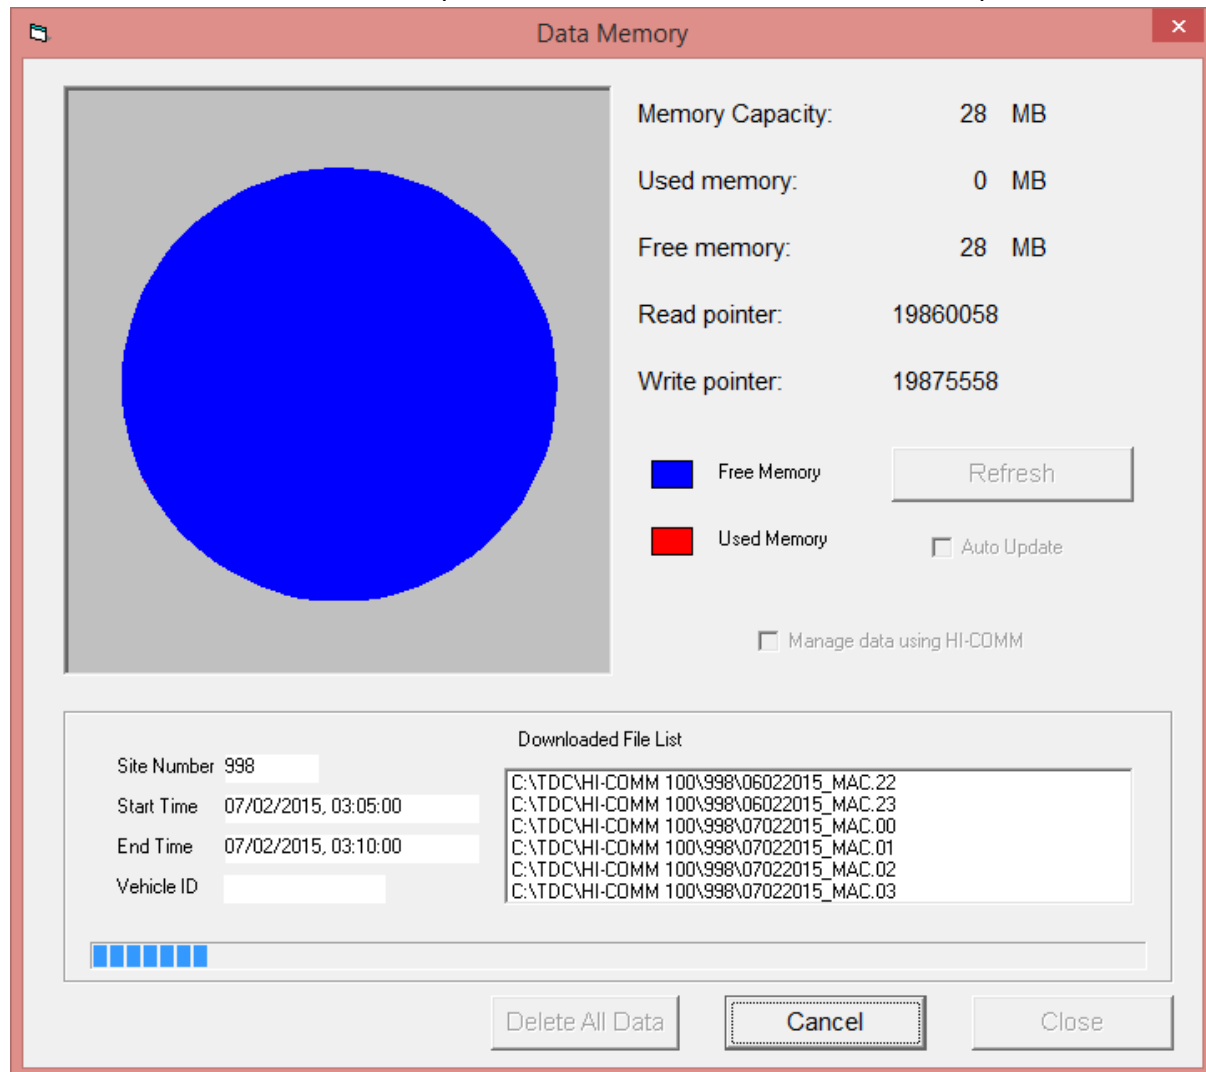 Data Memory
Memory Capacity: 28 MB
Used memory: 0 MB
Free memory: 28 MB
Read pointer: 19860058
Write pointer: 19875558
Free Memory
Refresh
Used Memory
Auto Update
Manage data using HI-COMM
Downloaded File List
Site Number 998
Start Time 07/02/2015, 03:05:00
End Time 07/02/2015, 03:10:00
Vehicle ID
C:\TDC\HI-COMM 100\998\06022015_MAC.22
C:\TDC\HI-COMM 100\998\06022015_MAC.23
C:\TDC\HI-COMM 100\998\07022015_MAC.00
C:\TDC\HI-COMM 100\998\07022015_MAC.01
C:\TDC\HI-COMM 100\998\07022015_MAC.02
C:\TDC\HI-COMM 100\998\07022015_MAC.03
Delete All Data
Cancel
Close